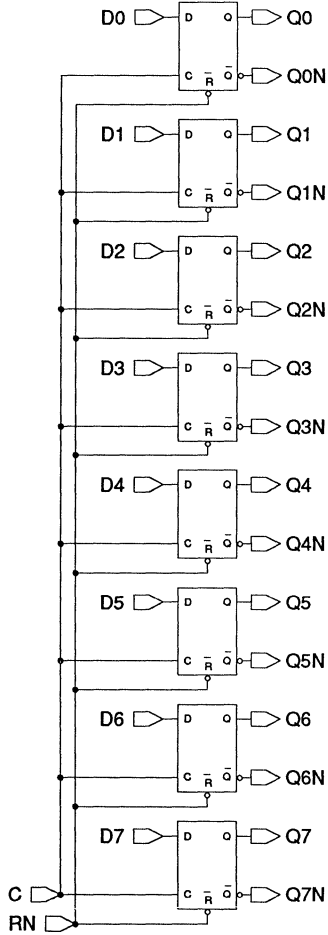 D0 D Q Q0
C R̅ Q̅ Q0N
D1 D Q Q1
C R̅ Q̅ Q1N
D2 D Q Q2
C R̅ Q̅ Q2N
D3 D Q Q3
C R̅ Q̅ Q3N
D4 D Q Q4
C R̅ Q̅ Q4N
D5 D Q Q5
C R̅ Q̅ Q5N
D6 D Q Q6
C R̅ Q̅ Q6N
D7 D Q Q7
C C R̅ Q̅ Q7N
RN